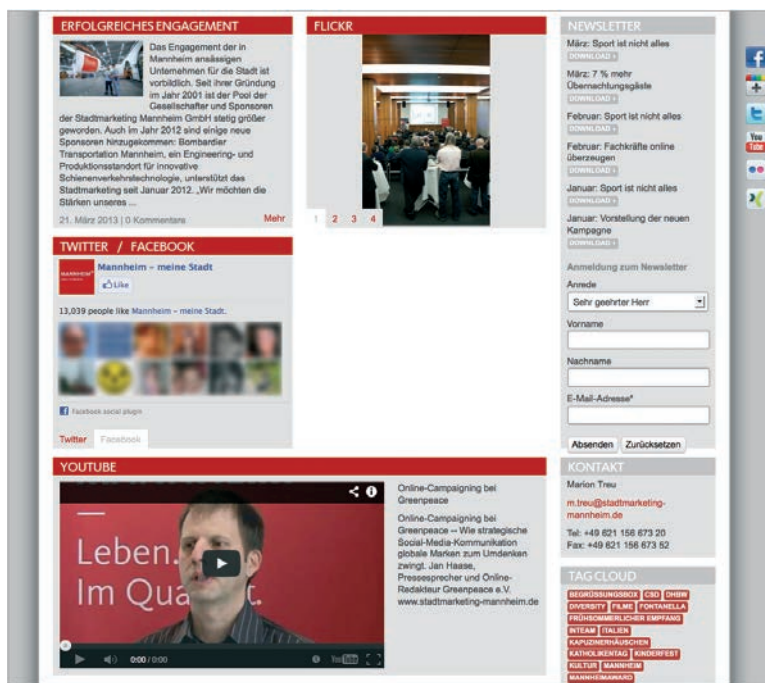 ERFOLGREICHES ENGAGEMENT
Das Engagement der in
Mannheim ansässigen
Unternehmen für die Stadt ist
vorbildlich. Seit ihrer Gründung
im Jahr 2001 ist der Pool der
Gesellschafter und Sponsoren
der Stadtmarketing Mannheim GmbH stetig größer
geworden. Auch im Jahr 2012 sind einige neue
Sponsoren hinzugekommen: Bombardier
Transportation Mannheim, ein Engineering- und
Produktionsstandort für innovative
Schienenverkehrstechnologie, unterstützt das
Stadtmarketing seit Januar 2012. „Wir möchten die
Stärken unseres ...
21. März 2013 | 0 Kommentare Mehr
TWITTER / FACEBOOK
MANNHEIM
Mannheim – meine Stadt
Like
13,039 people like Mannheim – meine Stadt.
Facebook social plugin
Twitter Facebook
FLICKR
1 2 3 4
YOUTUBE
Leben.
Im Qua t.
0:00 / 0:00
YouTube
Online-Campaigning bei
Greenpeace
Online-Campaigning bei
Greenpeace -- Wie strategische
Social-Media-Kommunikation
globale Marken zum Umdenken
zwingt. Jan Haase,
Pressesprecher und Online-
Redakteur Greenpeace e.V.
www.stadtmarketing-mannheim.de
NEWSLETTER
März: Sport ist nicht alles
DOWNLOAD
März: 7 % mehr
Übernachtungsgäste
DOWNLOAD
Februar: Sport ist nicht alles
DOWNLOAD
Februar: Fachkräfte online
überzeugen
DOWNLOAD
Januar: Sport ist nicht alles
DOWNLOAD
Januar: Vorstellung der neuen
Kampagne
DOWNLOAD
Anmeldung zum Newsletter
Anrede
Sehr geehrter Herr
Vorname
Nachname
E-Mail-Adresse*
Absenden Zurücksetzen
KONTAKT
Marion Treu
m.treu@stadtmarketing-
mannheim.de
Tel: +49 621 156 673 20
Fax: +49 621 156 673 52
TAG CLOUD
BEGRÜSSUNGSBOX CSD DHBW
DIVERSITY FILME FONTANELLA
FRÜHSOMMERLICHER EMPFANG
INTEAM ITALIEN
KAPUZINERHÄUSCHEN
KATHOLIKENTAG KINDERFEST
KULTUR MANNHEIM
MANNHEIMAWARD
You
Tube